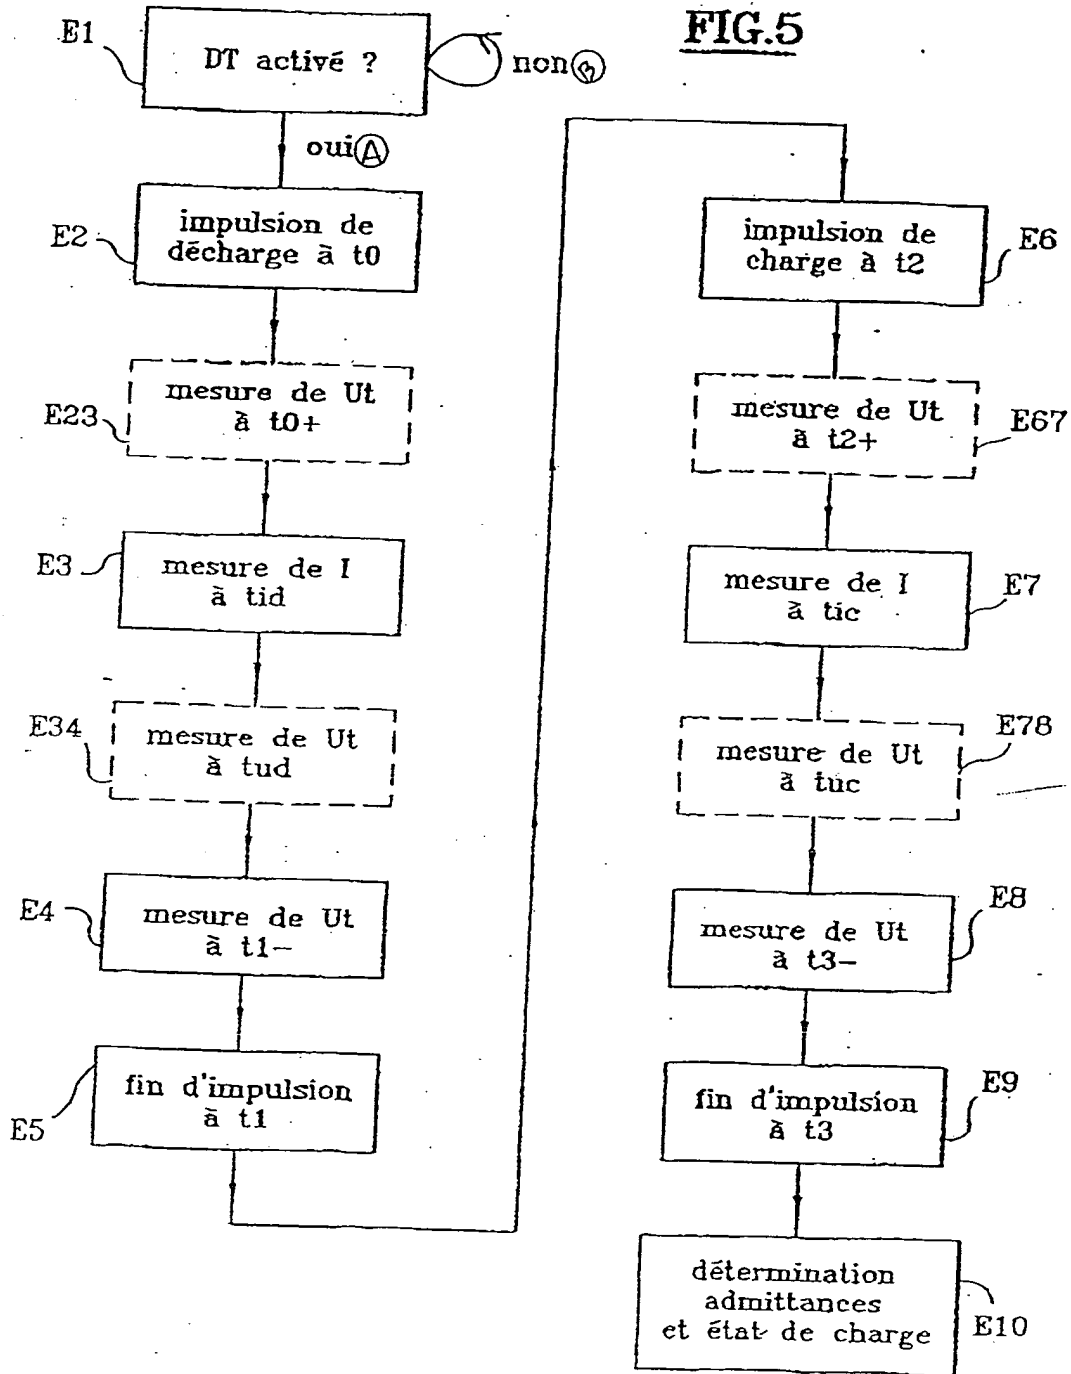 FIG.5
E1
DT activé ?
non B
oui A
E2
impulsion de
décharge à t0
E23
mesure de Ut
à t0+
E3
mesure de I
à tid
E34
mesure de Ut
à tud
E4
mesure de Ut
à t1-
E5
fin d'impulsion
à t1
impulsion de
charge à t2
E6
mesure de Ut
à t2+
E67
mesure de I
à tic
E7
mesure de Ut
à tuc
E78
mesure de Ut
à t3-
E8
fin d'impulsion
à t3
E9
détermination
admittances
et état de charge
E10